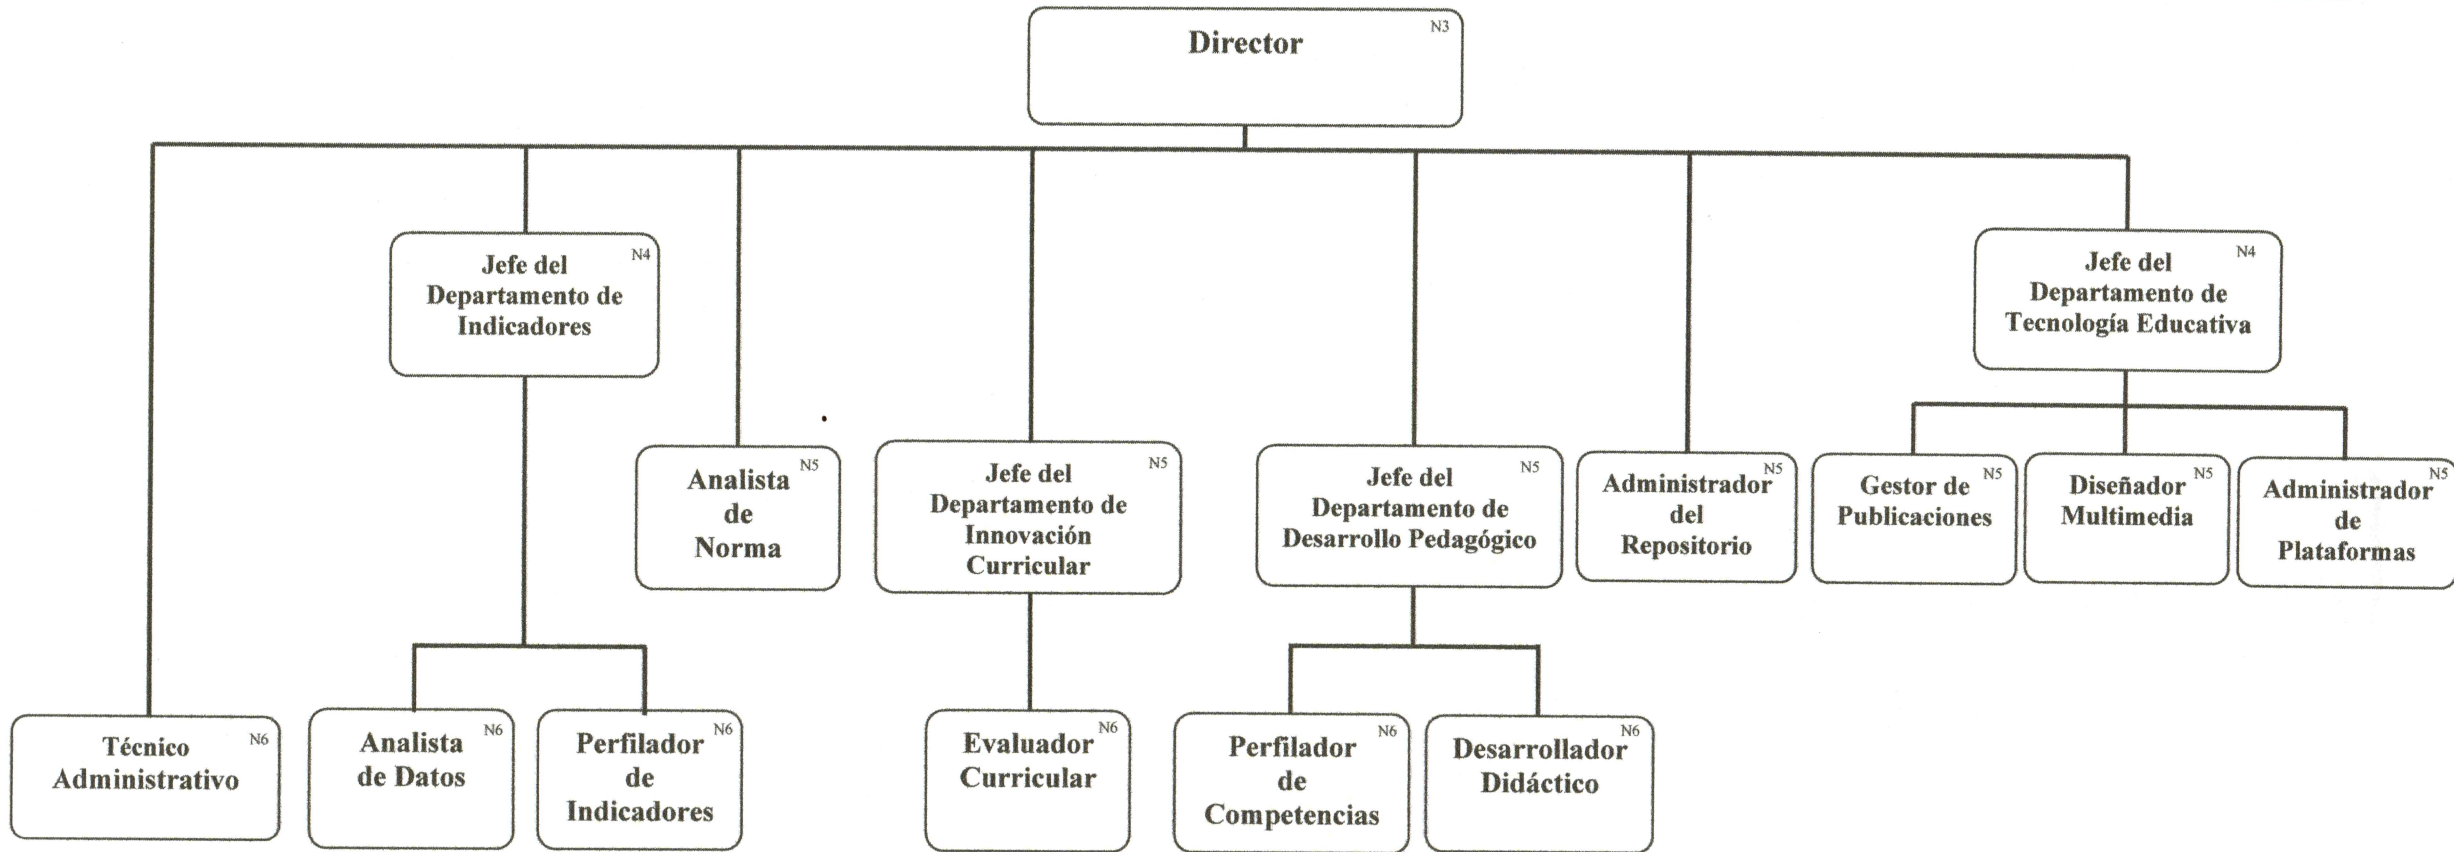 Director
N3
Jefe del
Departamento de
Indicadores
N4
Jefe del
Departamento de
Tecnología Educativa
N4
Analista
de
Norma
N5
Jefe del
Departamento de
Innovación
Curricular
N5
Jefe del
Departamento de
Desarrollo Pedagógico
N5
Administrador
del
Repositorio
N5
Gestor de
Publicaciones
N5
Diseñador
Multimedia
N5
Administrador
de
Plataformas
N5
Técnico
Administrativo
N6
Analista
de Datos
N6
Perfilador
de
Indicadores
N6
Evaluador
Curricular
N6
Perfilador
de
Competencias
N6
Desarrollador
Didáctico
N6